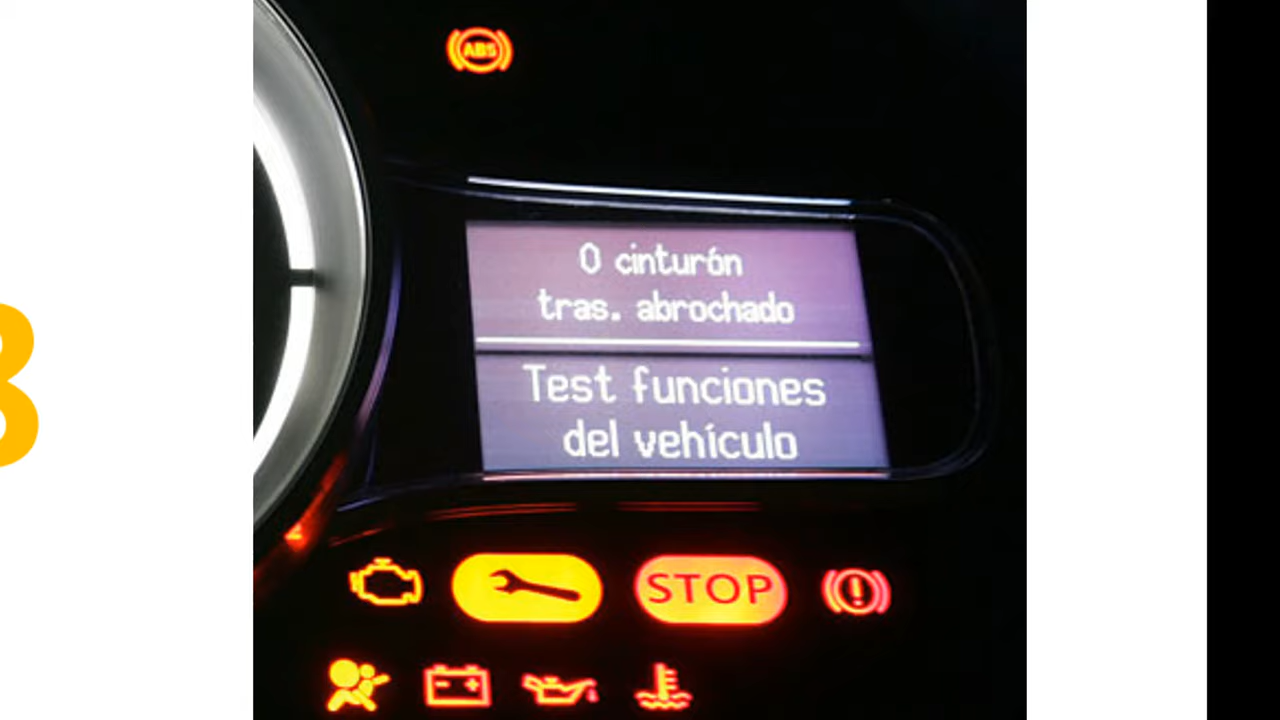 ABS
0 cinturón
tras. abrochado
Test funciones
del vehículo
STOP